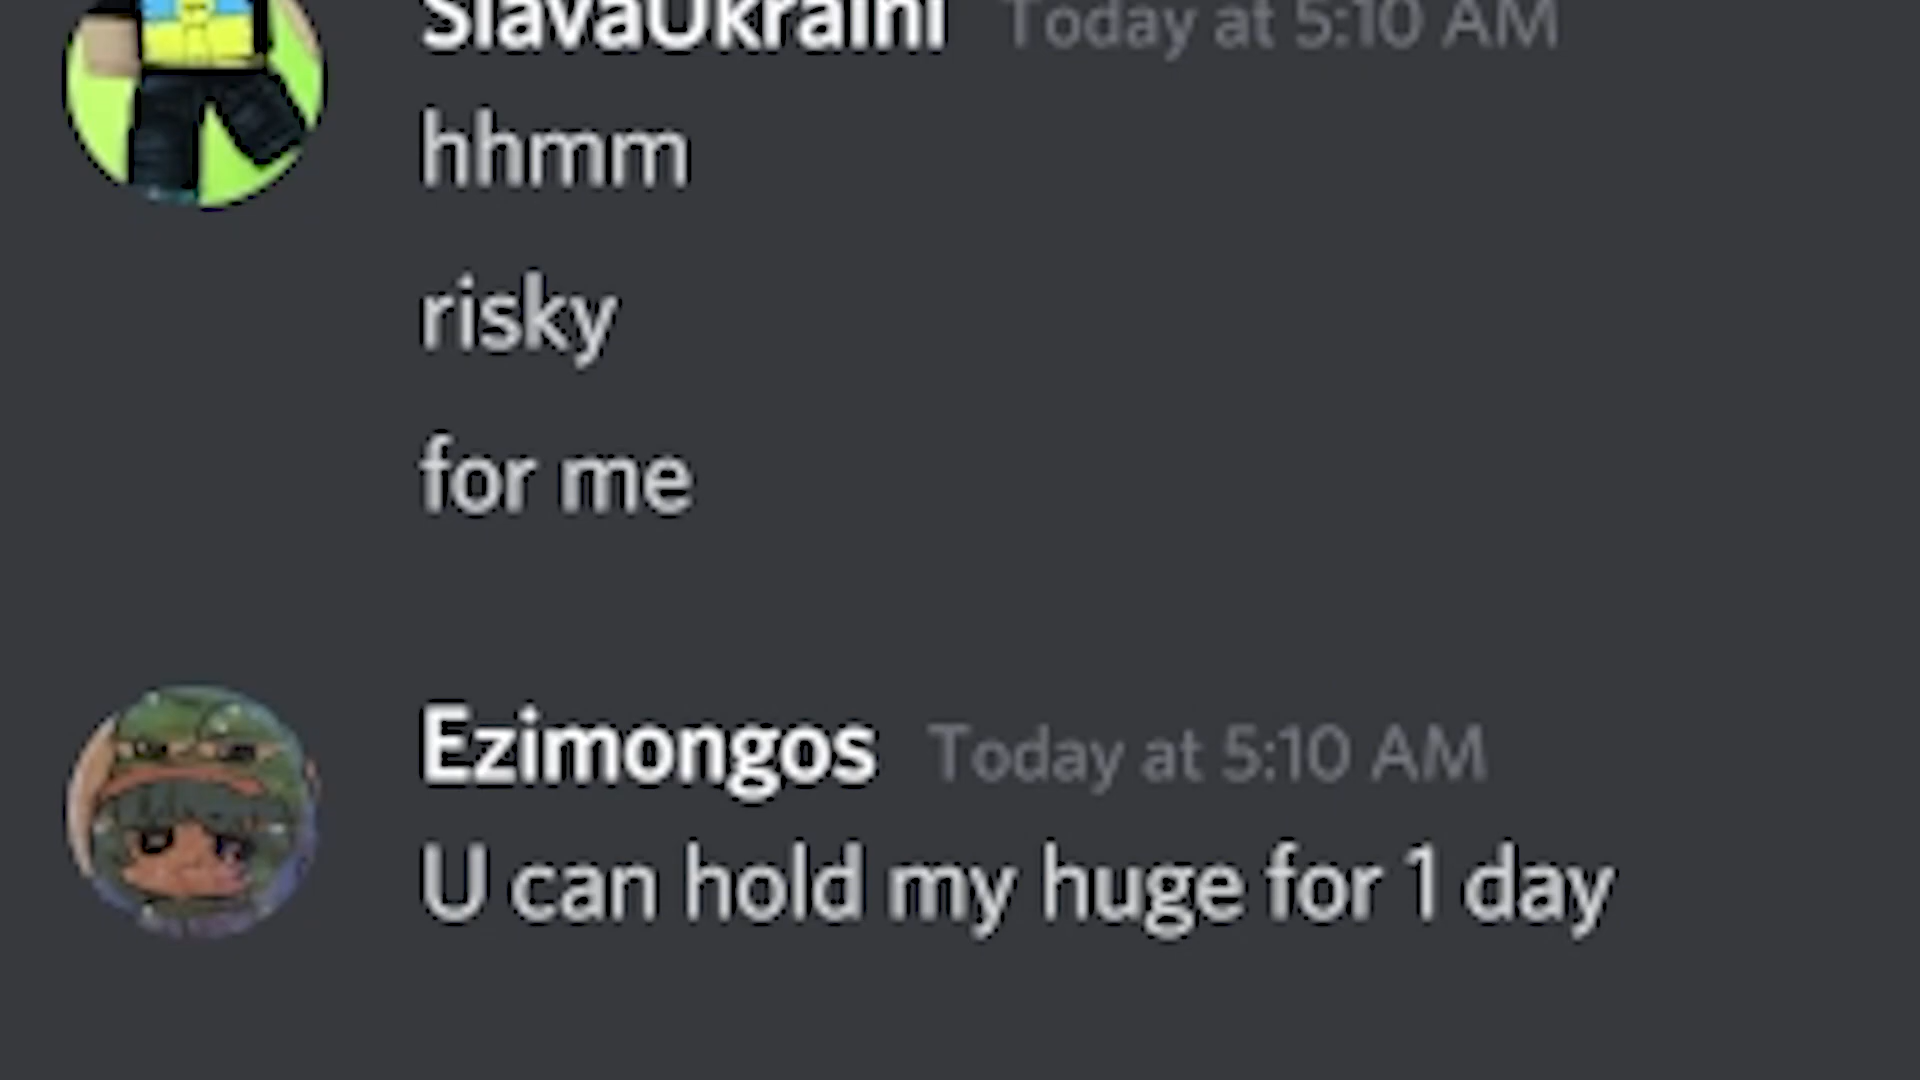 SlavaUkraini Today at 5:10 AM
hhmm
risky
for me
Ezimongos Today at 5:10 AM
U can hold my huge for 1 day